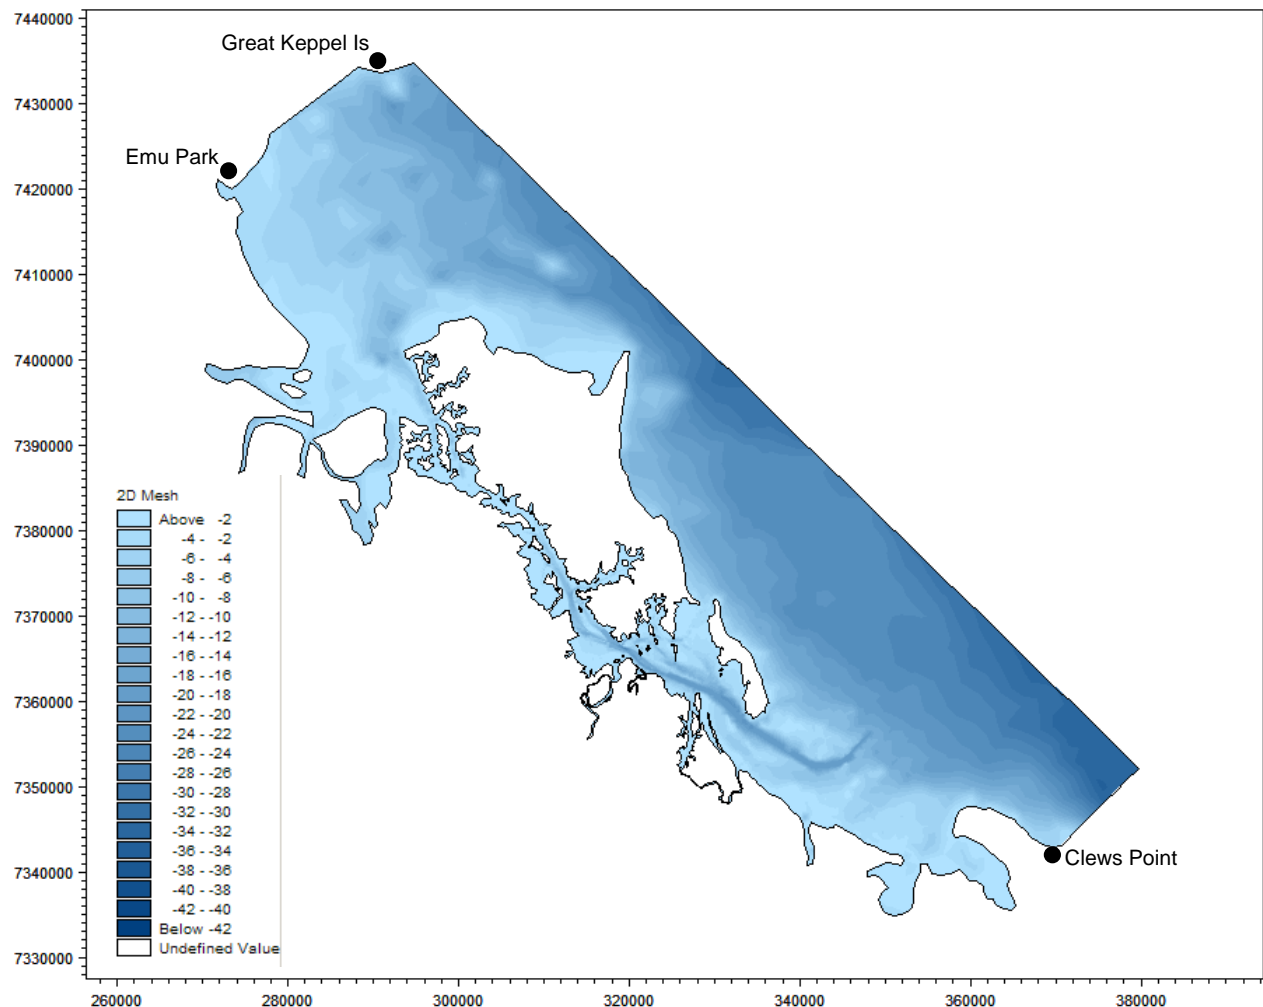 7440000
Great Keppel Is
7430000
Emu Park
7420000
7410000
7400000
7390000
2D Mesh
Above -2
-4 - -2
-6 - -4
-8 - -6
-10 - -8
-12 - -10
-14 - -12
-16 - -14
-18 - -16
-20 - -18
-22 - -20
-24 - -22
-26 - -24
-28 - -26
-30 - -28
-32 - -30
-34 - -32
-36 - -34
-38 - -36
-40 - -38
-42 - -40
Below -42
Undefined Value
7380000
7370000
7360000
7350000
7340000
Clews Point
7330000
260000 280000 300000 320000 340000 360000 380000